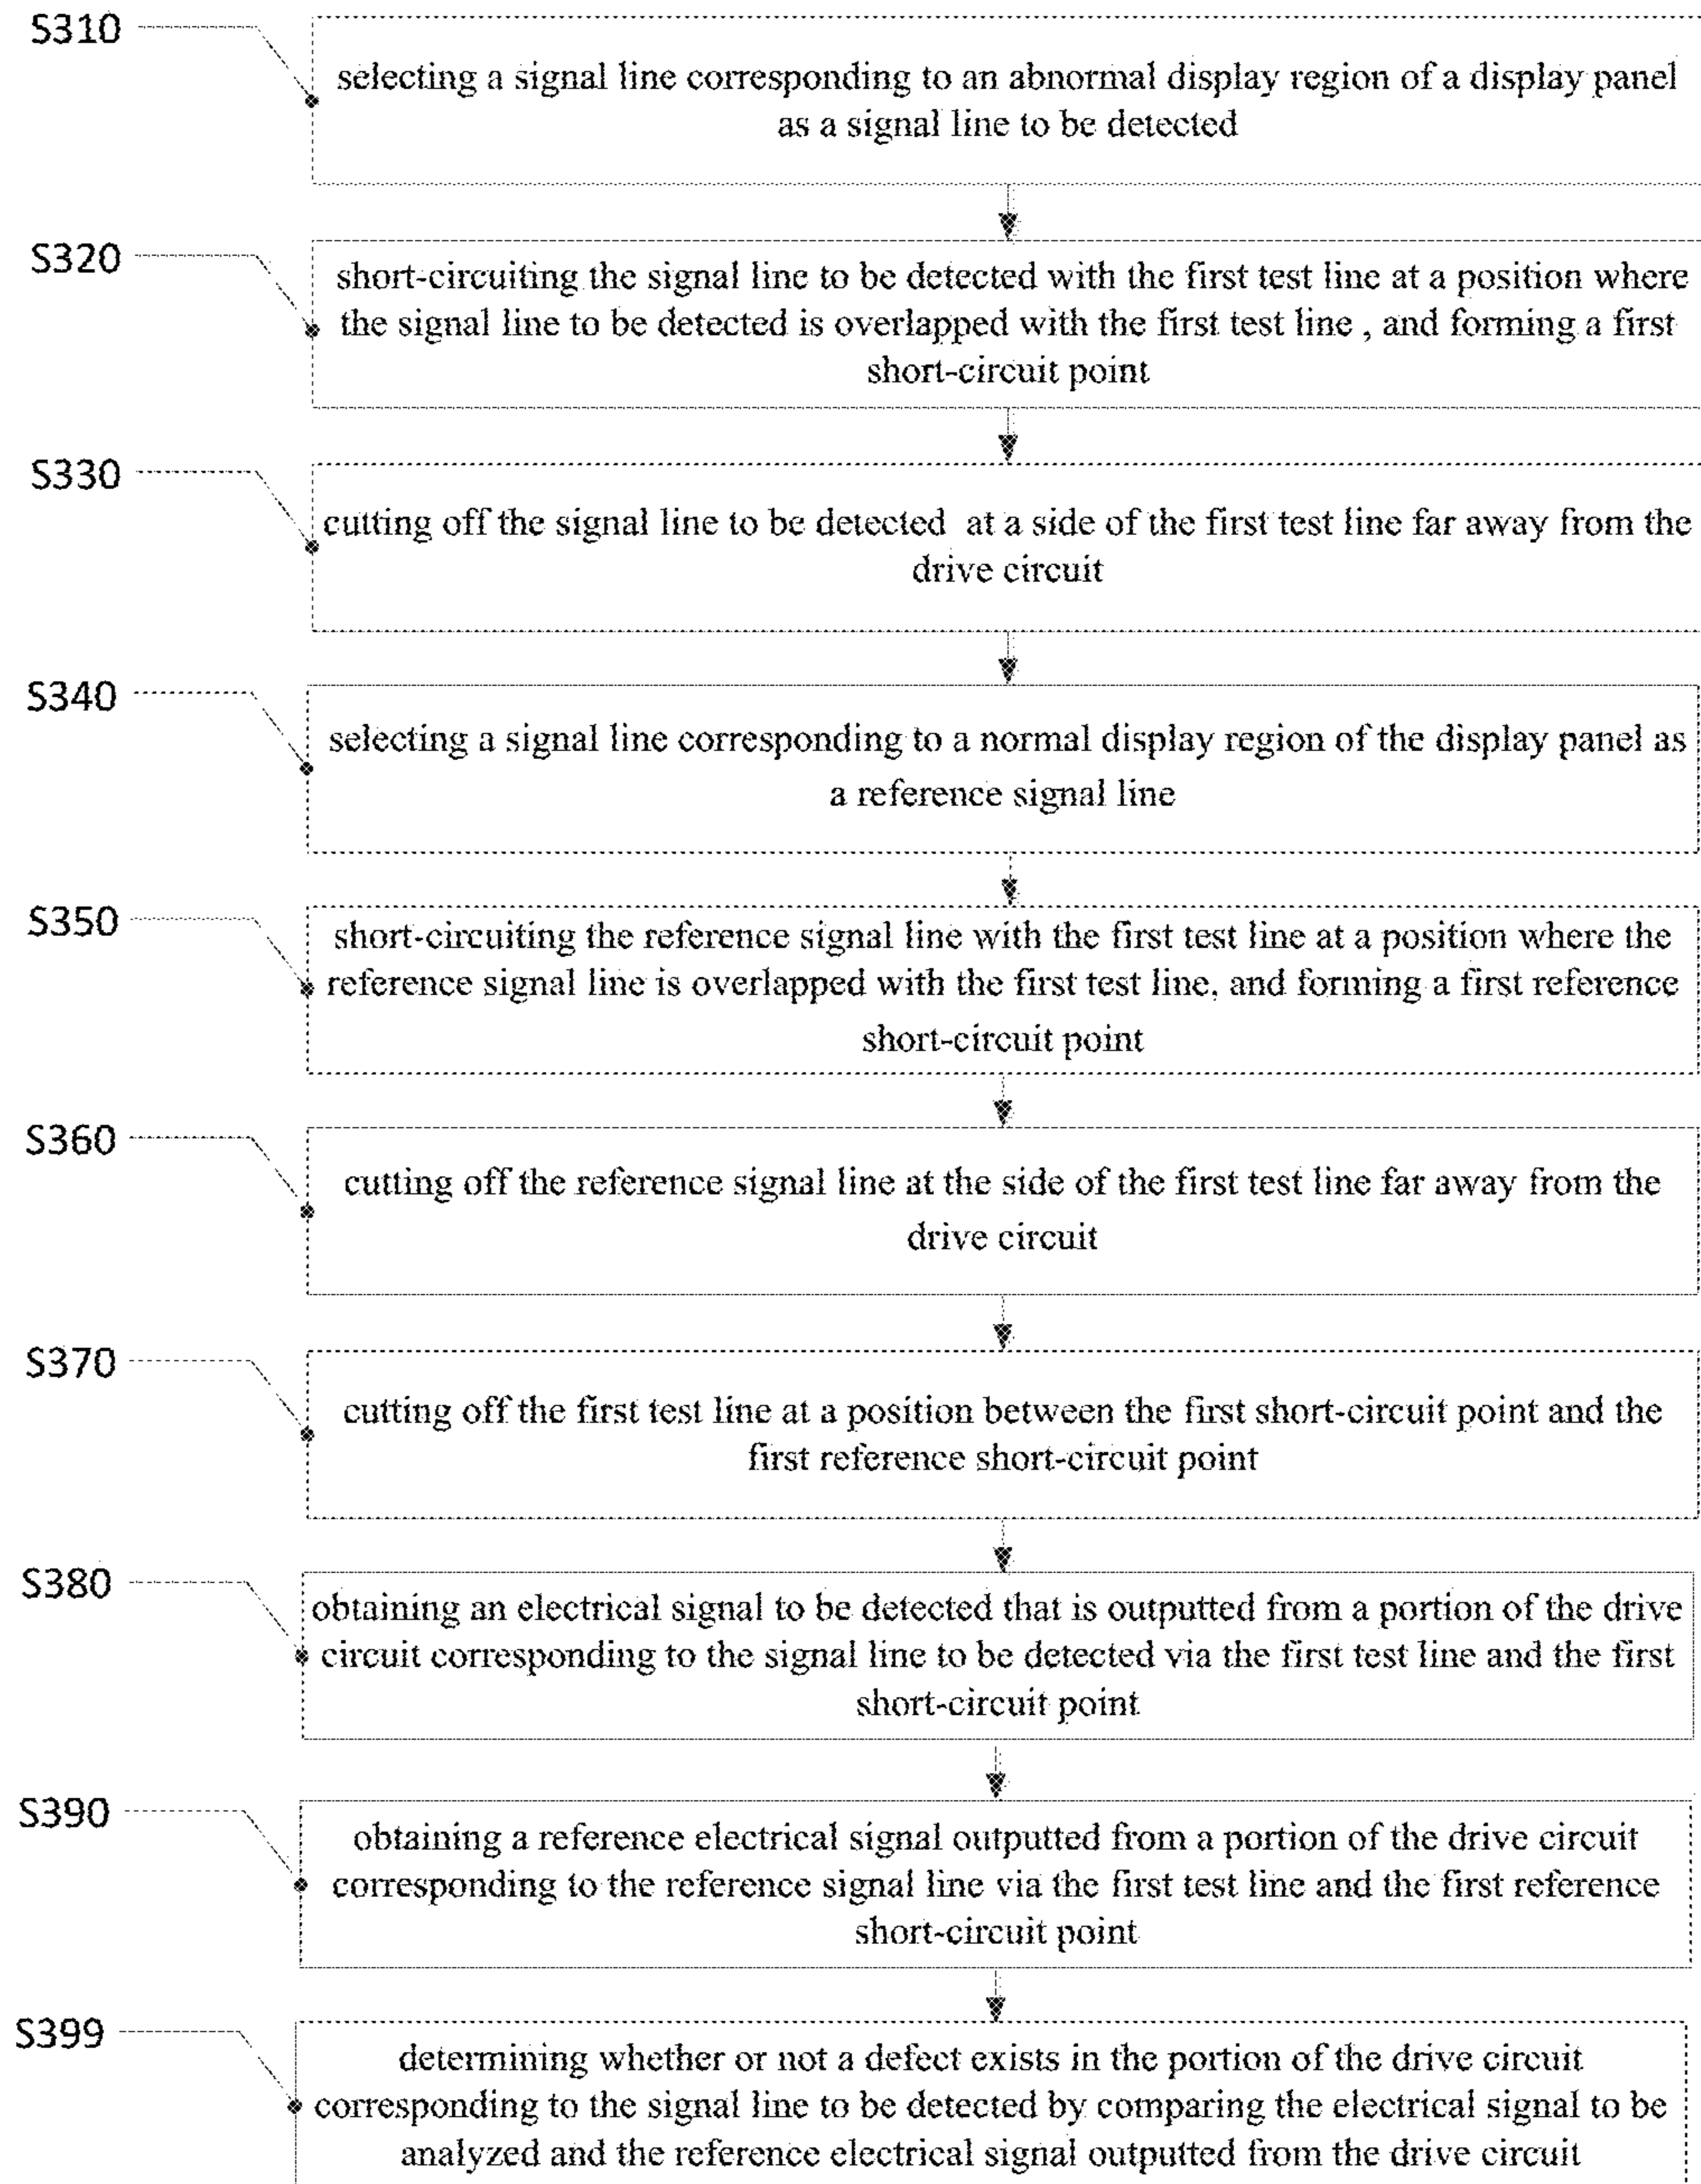 S310
selecting a signal line corresponding to an abnormal display region of a display panel
as a signal line to be detected
S320
short-circuiting the signal line to be detected with the first test line at a position where
the signal line to be detected is overlapped with the first test line , and forming a first
short-circuit point
S330
cutting off the signal line to be detected at a side of the first test line far away from the
drive circuit
S340
selecting a signal line corresponding to a normal display region of the display panel as
a reference signal line
S350
short-circuiting the reference signal line with the first test line at a position where the
reference signal line is overlapped with the first test line, and forming a first reference
short-circuit point
S360
cutting off the reference signal line at the side of the first test line far away from the
drive circuit
S370
cutting off the first test line at a position between the first short-circuit point and the
first reference short-circuit point
S380
obtaining an electrical signal to be detected that is outputted from a portion of the drive
circuit corresponding to the signal line to be detected via the first test line and the first
short-circuit point
S390
obtaining a reference electrical signal outputted from a portion of the drive circuit
corresponding to the reference signal line via the first test line and the first reference
short-circuit point
S399
determining whether or not a defect exists in the portion of the drive circuit
corresponding to the signal line to be detected by comparing the electrical signal to be
analyzed and the reference electrical signal outputted from the drive circuit